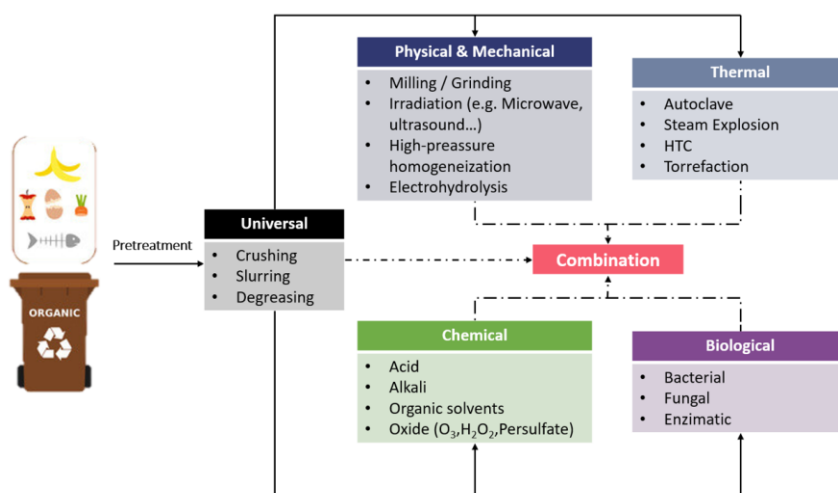 Physical & Mechanical
• Milling / Grinding
• Irradiation (e.g. Microwave,
ultrasound...)
• High-preassure
homogeneization
• Electrohydrolysis
Thermal
• Autoclave
• Steam Explosion
• HTC
• Torrefaction
ORGANIC
Pretreatment
Universal
• Crushing
• Slurring
• Degreasing
Combination
Chemical
• Acid
• Alkali
• Organic solvents
• Oxide (O₃,H₂O₂,Persulfate)
Biological
• Bacterial
• Fungal
• Enzimatic